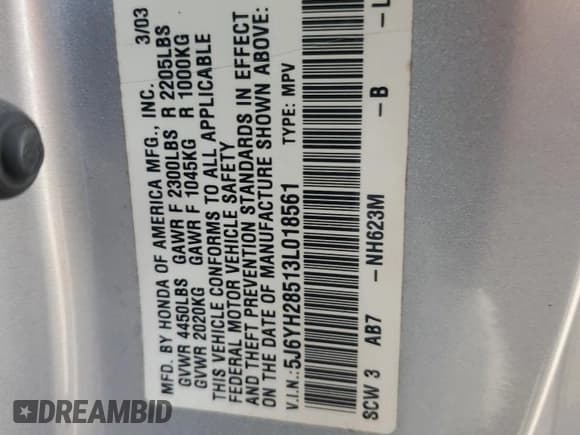 MFD. BY HONDA OF AMERICA MFG., INC. 3/03
GVWR 4450LBS GAWR F 2300LBS R 2205LBS
GVWR 2020KG GAWR F 1045KG R 1000KG
THIS VEHICLE CONFORMS TO ALL APPLICABLE
FEDERAL MOTOR VEHICLE SAFETY
AND THEFT PREVENTION STANDARDS IN EFFECT
ON THE DATE OF MANUFACTURE SHOWN ABOVE.
V.I.N.: 5J6YH28513L018561 TYPE: MPV
SCW 3 AB7 -NH623M -B -L
DREAMBID